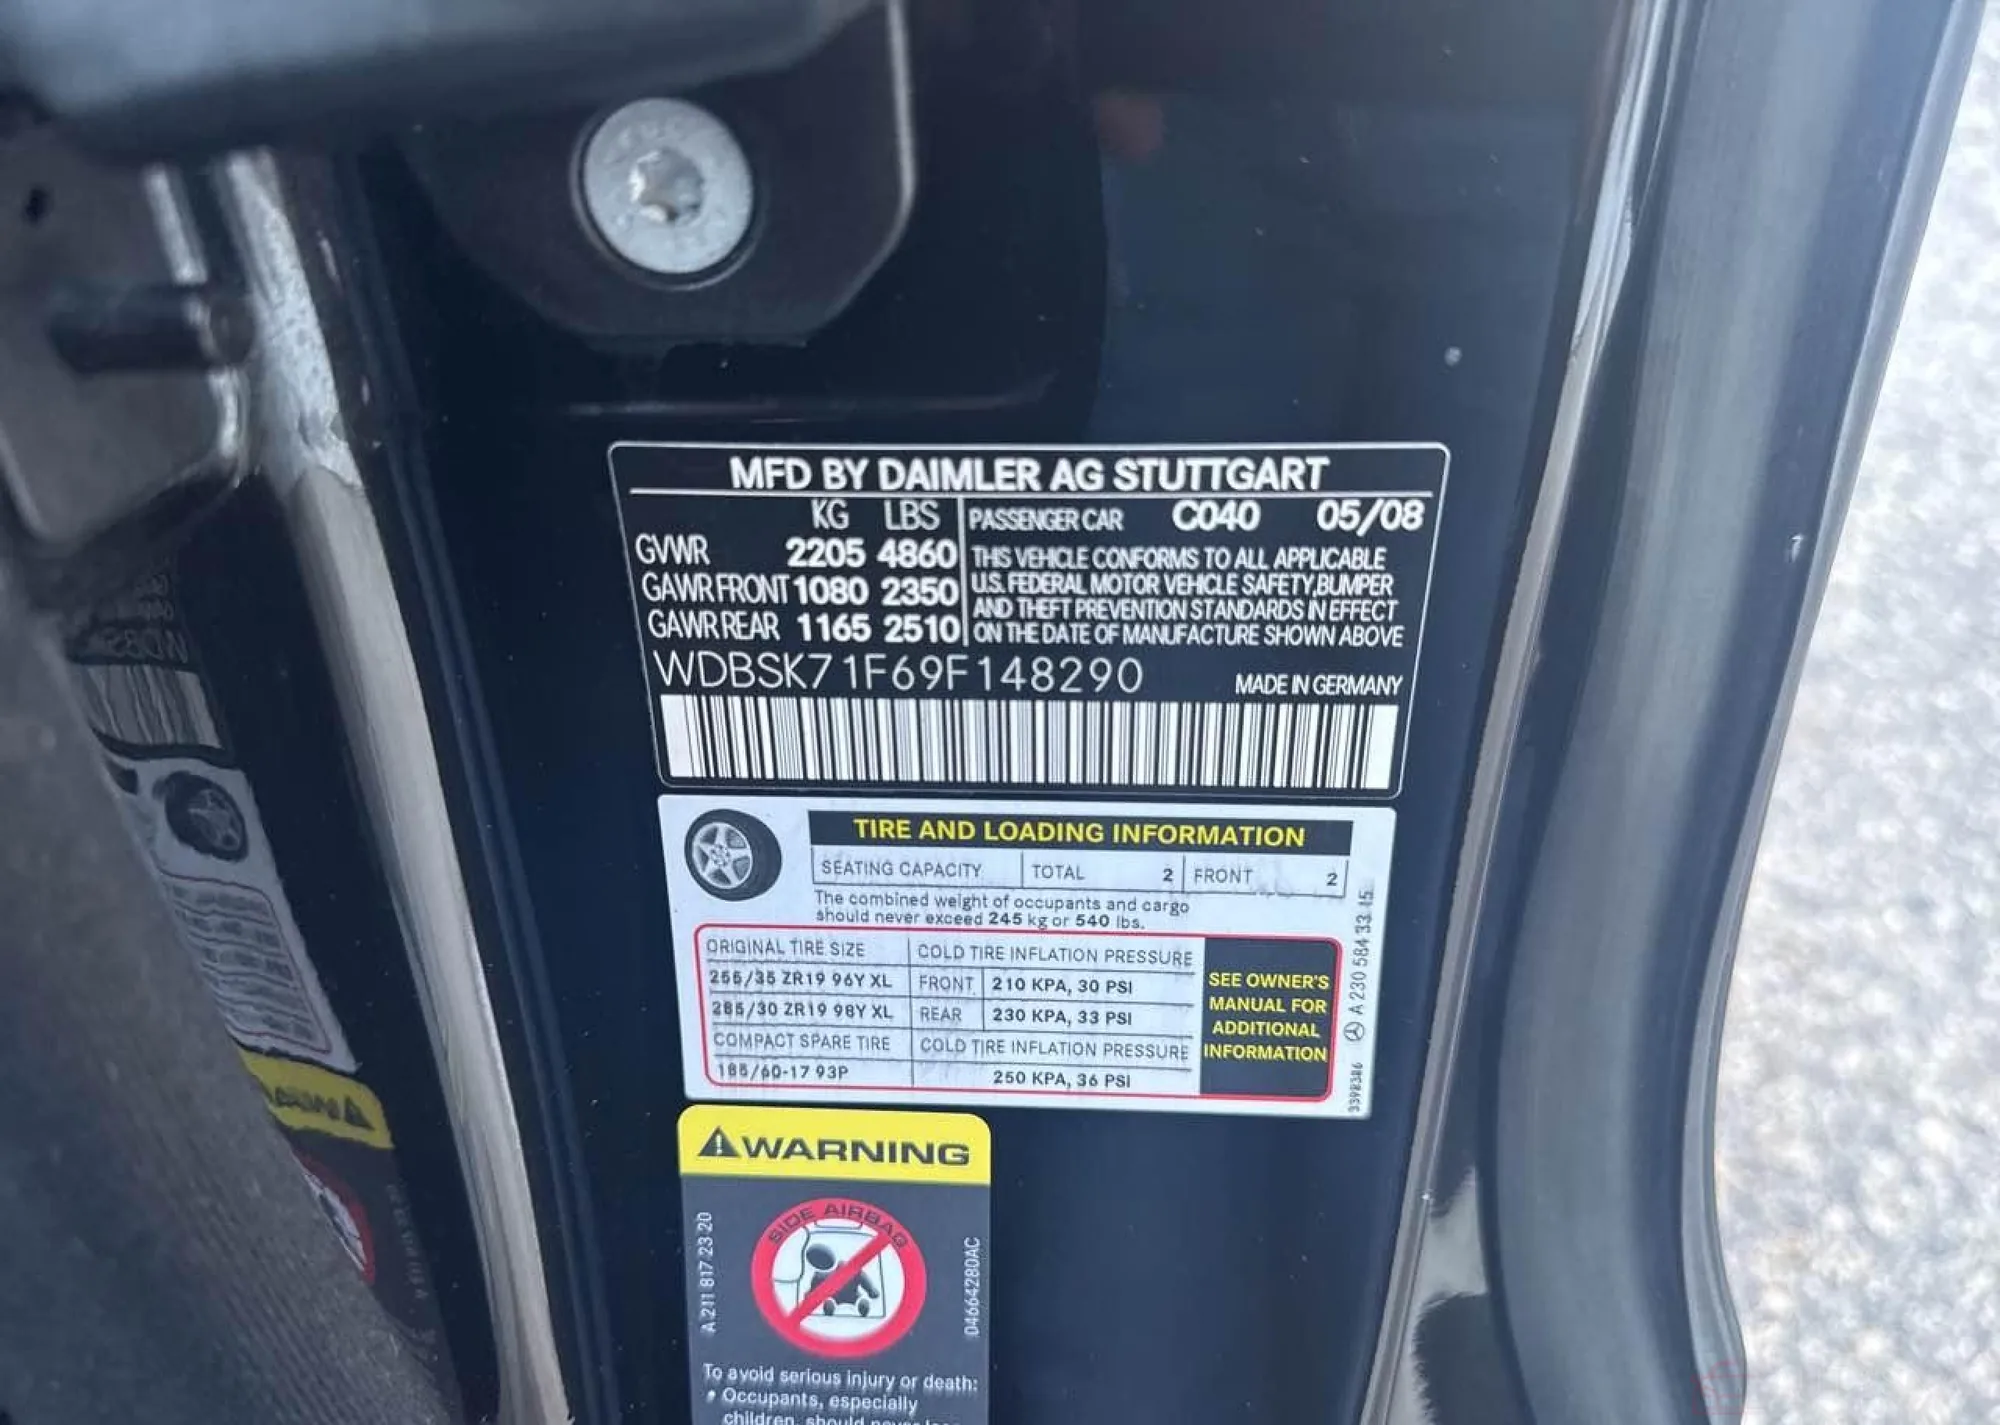 MFD BY DAIMLER AG STUTTGART
KG LBS
GVWR 2205 4860
GAWR FRONT 1080 2350
GAWR REAR 1165 2510
PASSENGER CAR C040 05/08
THIS VEHICLE CONFORMS TO ALL APPLICABLE
U.S. FEDERAL MOTOR VEHICLE SAFETY, BUMPER
AND THEFT PREVENTION STANDARDS IN EFFECT
ON THE DATE OF MANUFACTURE SHOWN ABOVE
WDBSK71F69F148290 MADE IN GERMANY
TIRE AND LOADING INFORMATION
SEATING CAPACITY TOTAL 2 FRONT 2
The combined weight of occupants and cargo
should never exceed 245 kg or 540 lbs.
ORIGINAL TIRE SIZE COLD TIRE INFLATION PRESSURE
255/35 ZR19 96Y XL FRONT 210 KPA, 30 PSI
285/30 ZR19 98Y XL REAR 230 KPA, 33 PSI
COMPACT SPARE TIRE COLD TIRE INFLATION PRESSURE
185/60-17 93P 250 KPA, 36 PSI
SEE OWNER'S
MANUAL FOR
ADDITIONAL
INFORMATION
3398386 A 230 584 33 15
WARNING
SIDE AIRBAG
A 211 817 23 20
04664280AC
To avoid serious injury or death:
• Occupants, especially
children, should never lean